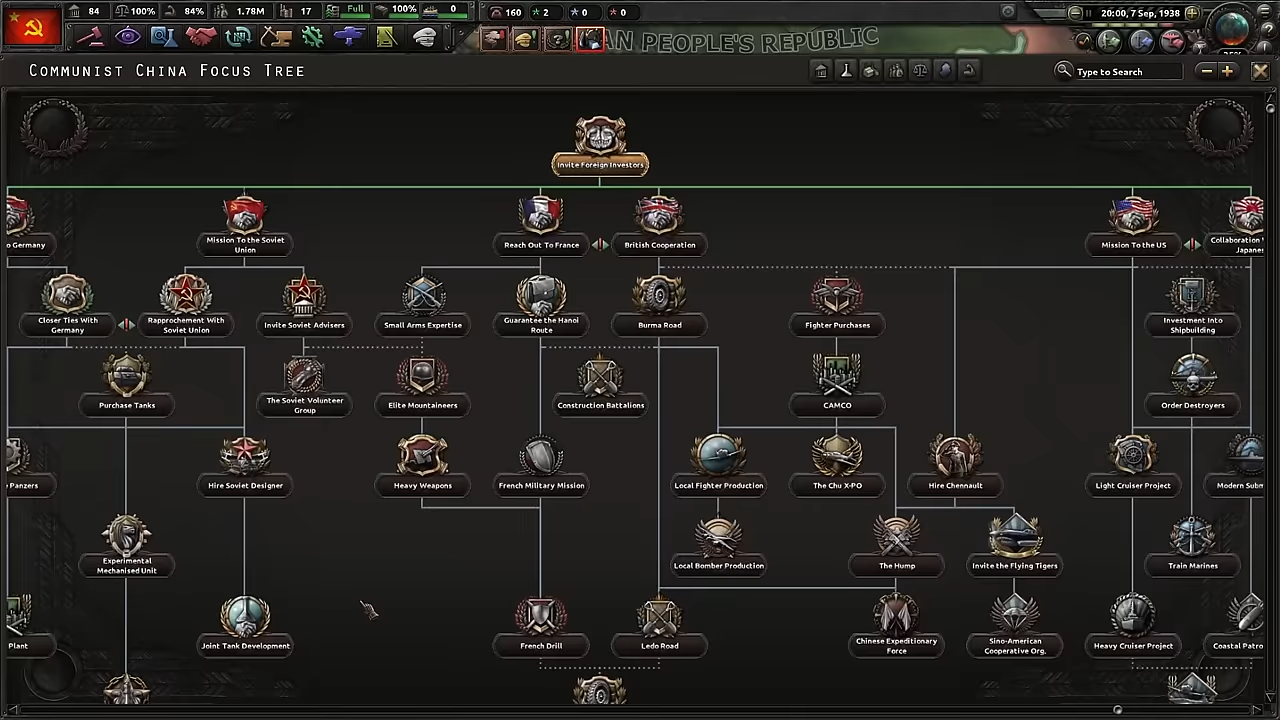 84 100% 84% 1.78M 17 Full 100% 0 160 2 0 0 20:00, 7 Sep, 1938
AN PEOPLE'S REPUBLIC
Communist China Focus Tree
Type to Search
Invite Foreign Investors
o Germany
Mission To the Soviet
Union
Reach Out To France
British Cooperation
Mission To the US
Collaboration
Japanes
Closer Ties With
Germany
Rapprochement With
Soviet Union
Invite Soviet Advisers
Small Arms Expertise
Guarantee the Hanoi
Route
Burma Road
Fighter Purchases
Investment Into
Shipbuilding
Purchase Tanks
The Soviet Volunteer
Group
Elite Mountaineers
Construction Battalions
CAMCO
Order Destroyers
Panzers
Hire Soviet Designer
Heavy Weapons
French Military Mission
Local Fighter Production
The Chu X-PO
Hire Chennault
Light Cruiser Project
Modern Subm
Experimental
Mechanised Unit
Local Bomber Production
The Hump
Invite the Flying Tigers
Train Marines
Plant
Joint Tank Development
French Drill
Ledo Road
Chinese Expeditionary
Force
Sino-American
Cooperative Org.
Heavy Cruiser Project
Coastal Patro